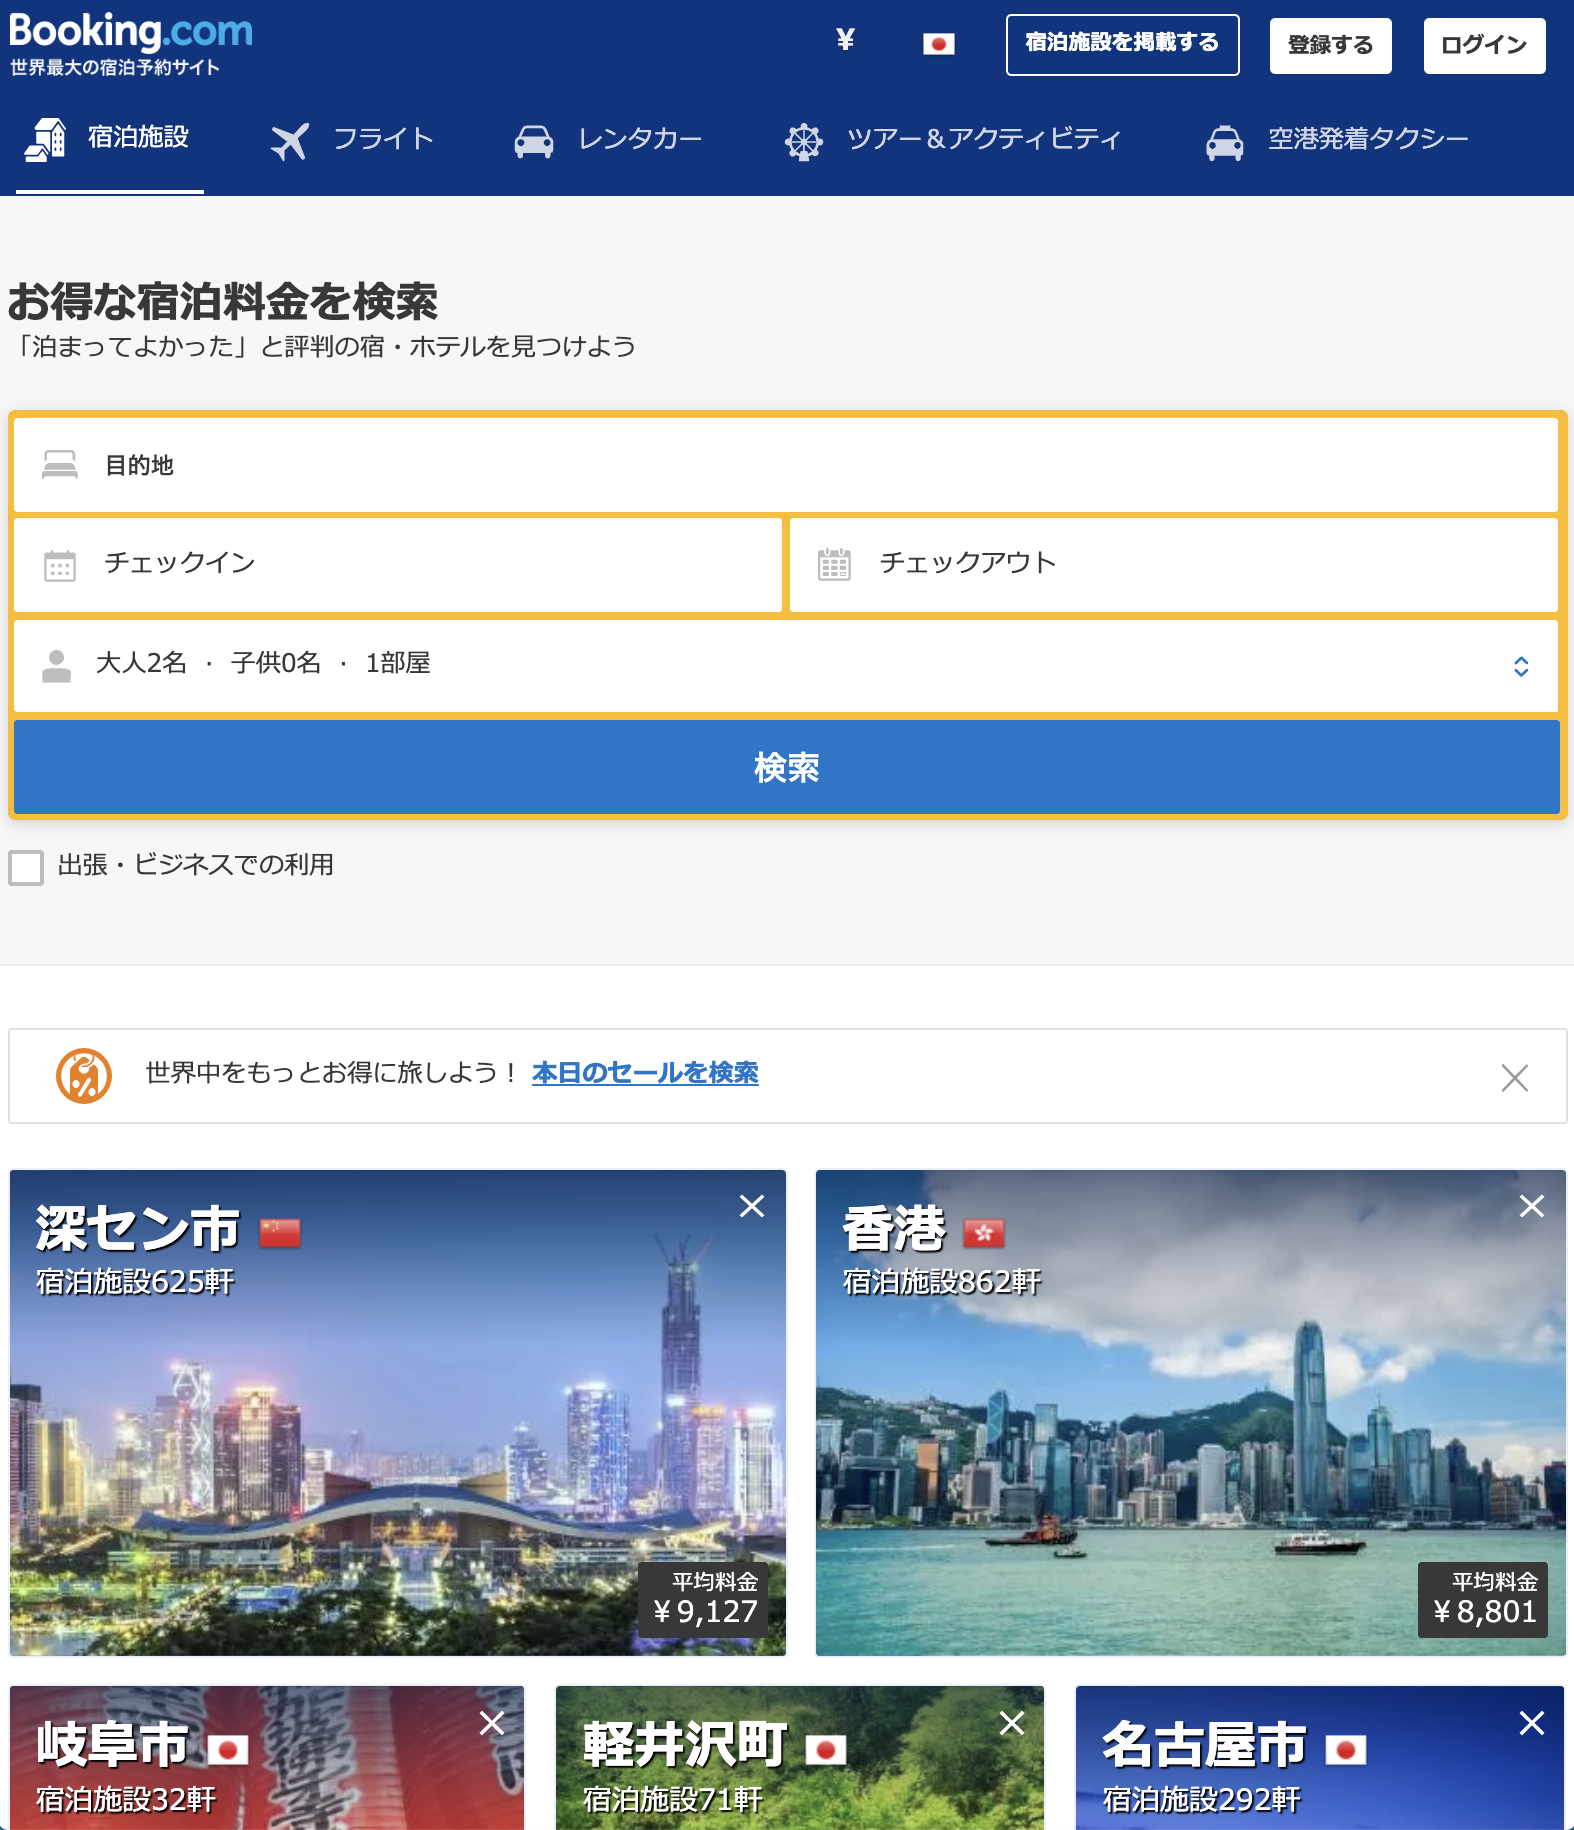 Booking.com
世界最大の宿泊予約サイト
¥
宿泊施設を掲載する
登録する
ログイン
宿泊施設
フライト
レンタカー
ツアー＆アクティビティ
空港発着タクシー
お得な宿泊料金を検索
「泊まってよかった」と評判の宿・ホテルを見つけよう
目的地
チェックイン
チェックアウト
大人2名 · 子供0名 · 1部屋
検索
出張・ビジネスでの利用
世界中をもっとお得に旅しよう！ 本日のセールを検索
深セン市
宿泊施設625軒
平均料金
¥ 9,127
香港
宿泊施設862軒
平均料金
¥ 8,801
岐阜市
宿泊施設32軒
軽井沢町
宿泊施設71軒
名古屋市
宿泊施設292軒